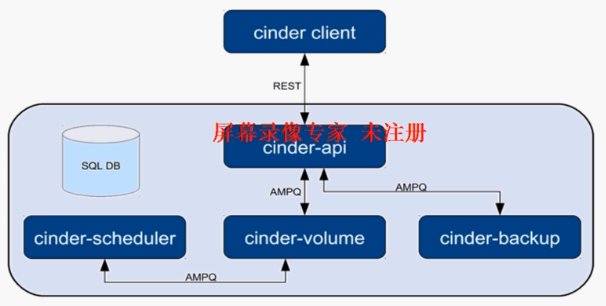 cinder client
REST
屏幕录像专家 未注册
cinder-api
SQL DB
AMPQ
AMPQ
cinder-scheduler
cinder-volume
cinder-backup
AMPQ